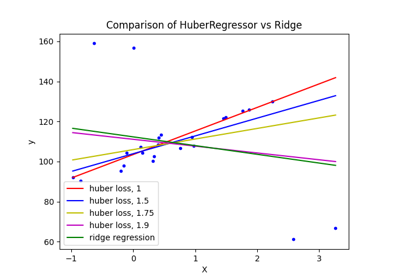 Comparison of HuberRegressor vs Ridge
160
140
120
100
80
60
y
huber loss, 1
huber loss, 1.5
huber loss, 1.75
huber loss, 1.9
ridge regression
−1
0
1
2
3
X